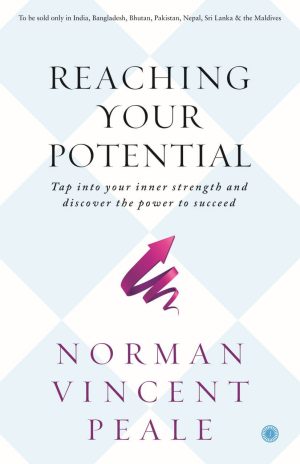 To be sold only in India, Bangladesh, Bhutan, Pakistan, Nepal, Sri Lanka & the Maldives
REACHING
YOUR
POTENTIAL
Tap into your inner strength and
discover the power to succeed
NORMAN
VINCENT
PEALE